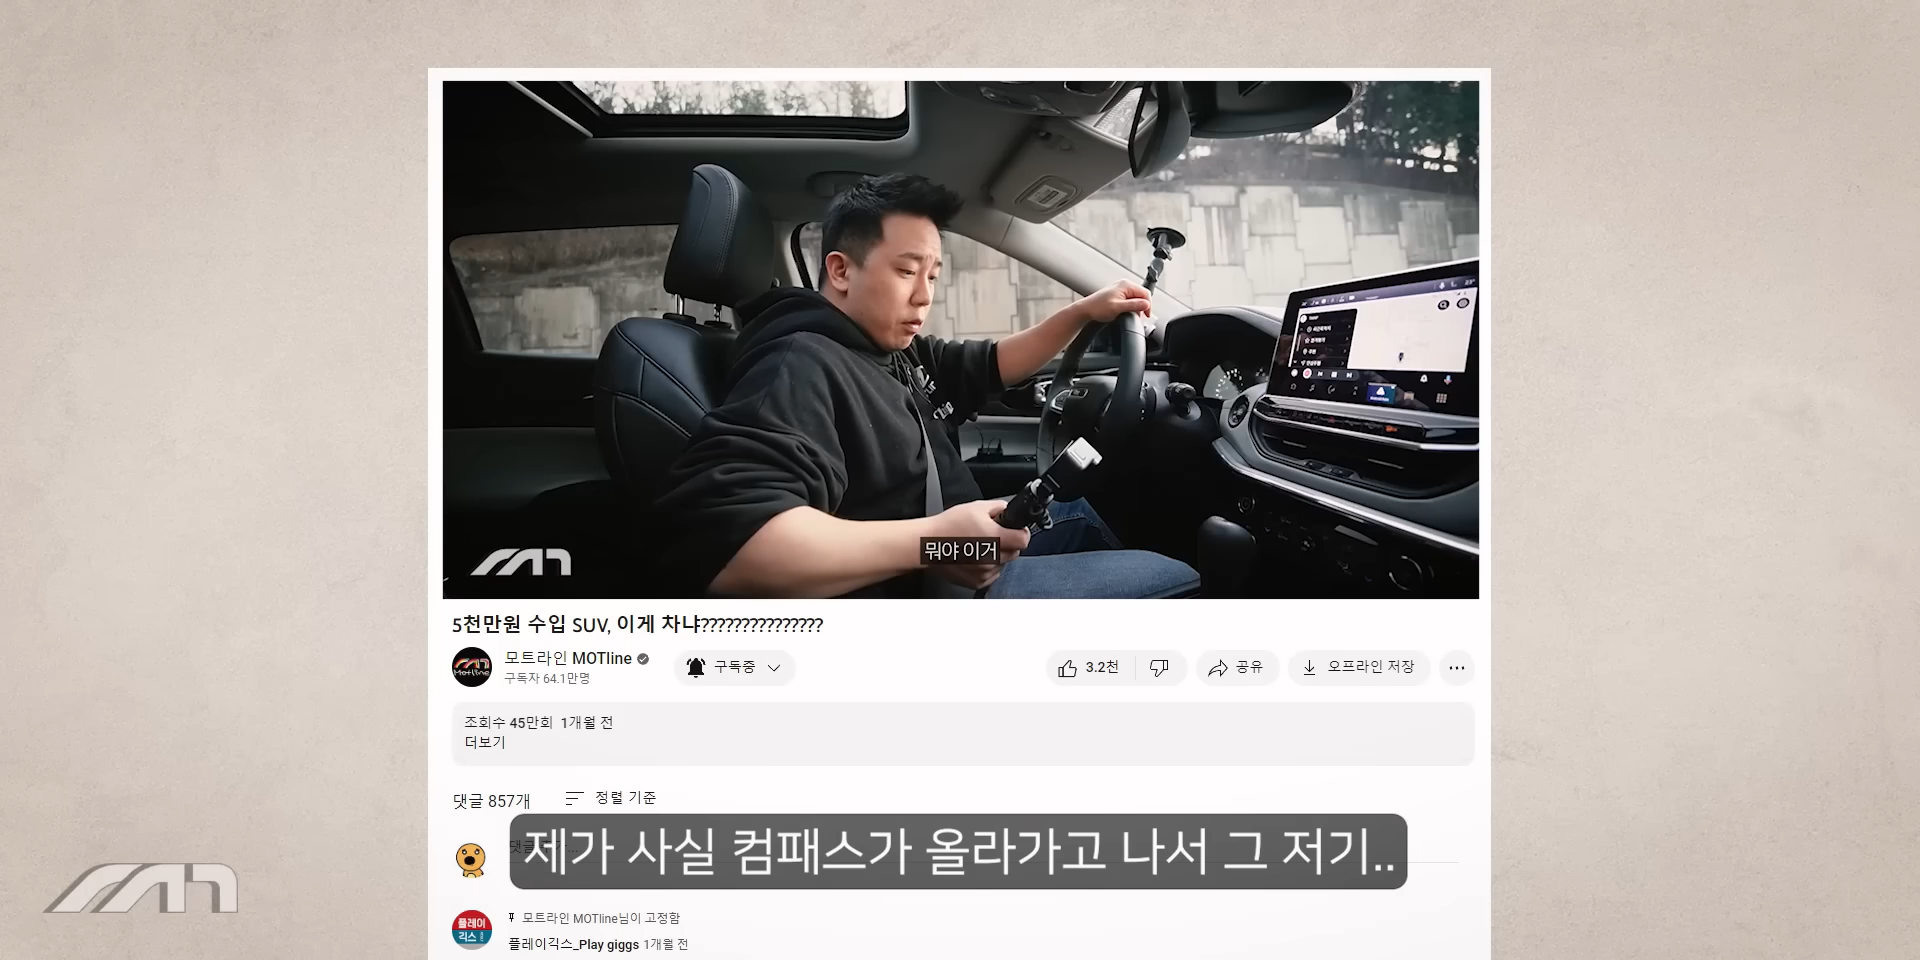 뭐야 이거
5천만원 수입 SUV, 이게 차냐???????????????
모트라인 MOTline
구독자 64.1만명
구독중
3.2천
공유
오프라인 저장
조회수 45만회 1개월 전
더보기
댓글 857개
정렬 기준
제가 사실 컴패스가 올라가고 나서 그 저기..
모트라인 MOTline님이 고정함
플레이긱스
플레이긱스_Play giggs 1개월 전